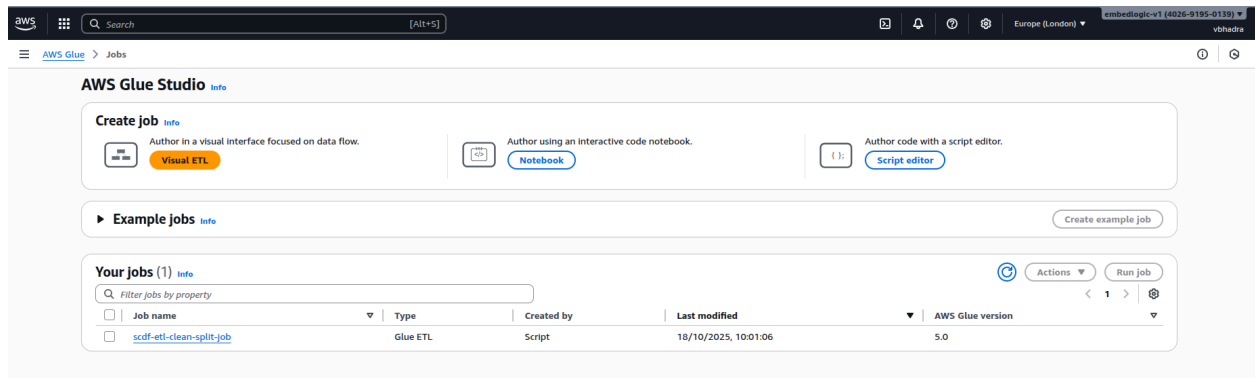 aws
Search [Alt+S]
Europe (London) ▼
embedlogic-v1 (4026-9195-0139) ▼
vbhadra
AWS Glue > Jobs
AWS Glue Studio Info
Create job Info
Author in a visual interface focused on data flow.
Visual ETL
Author using an interactive code notebook.
Notebook
Author code with a script editor.
Script editor
Example jobs Info
Create example job
Your jobs (1) Info
Actions ▼
Run job
Filter jobs by property
< 1 >
Job name Type Created by Last modified AWS Glue version
scdf-etl-clean-split-job Glue ETL Script 18/10/2025, 10:01:06 5.0